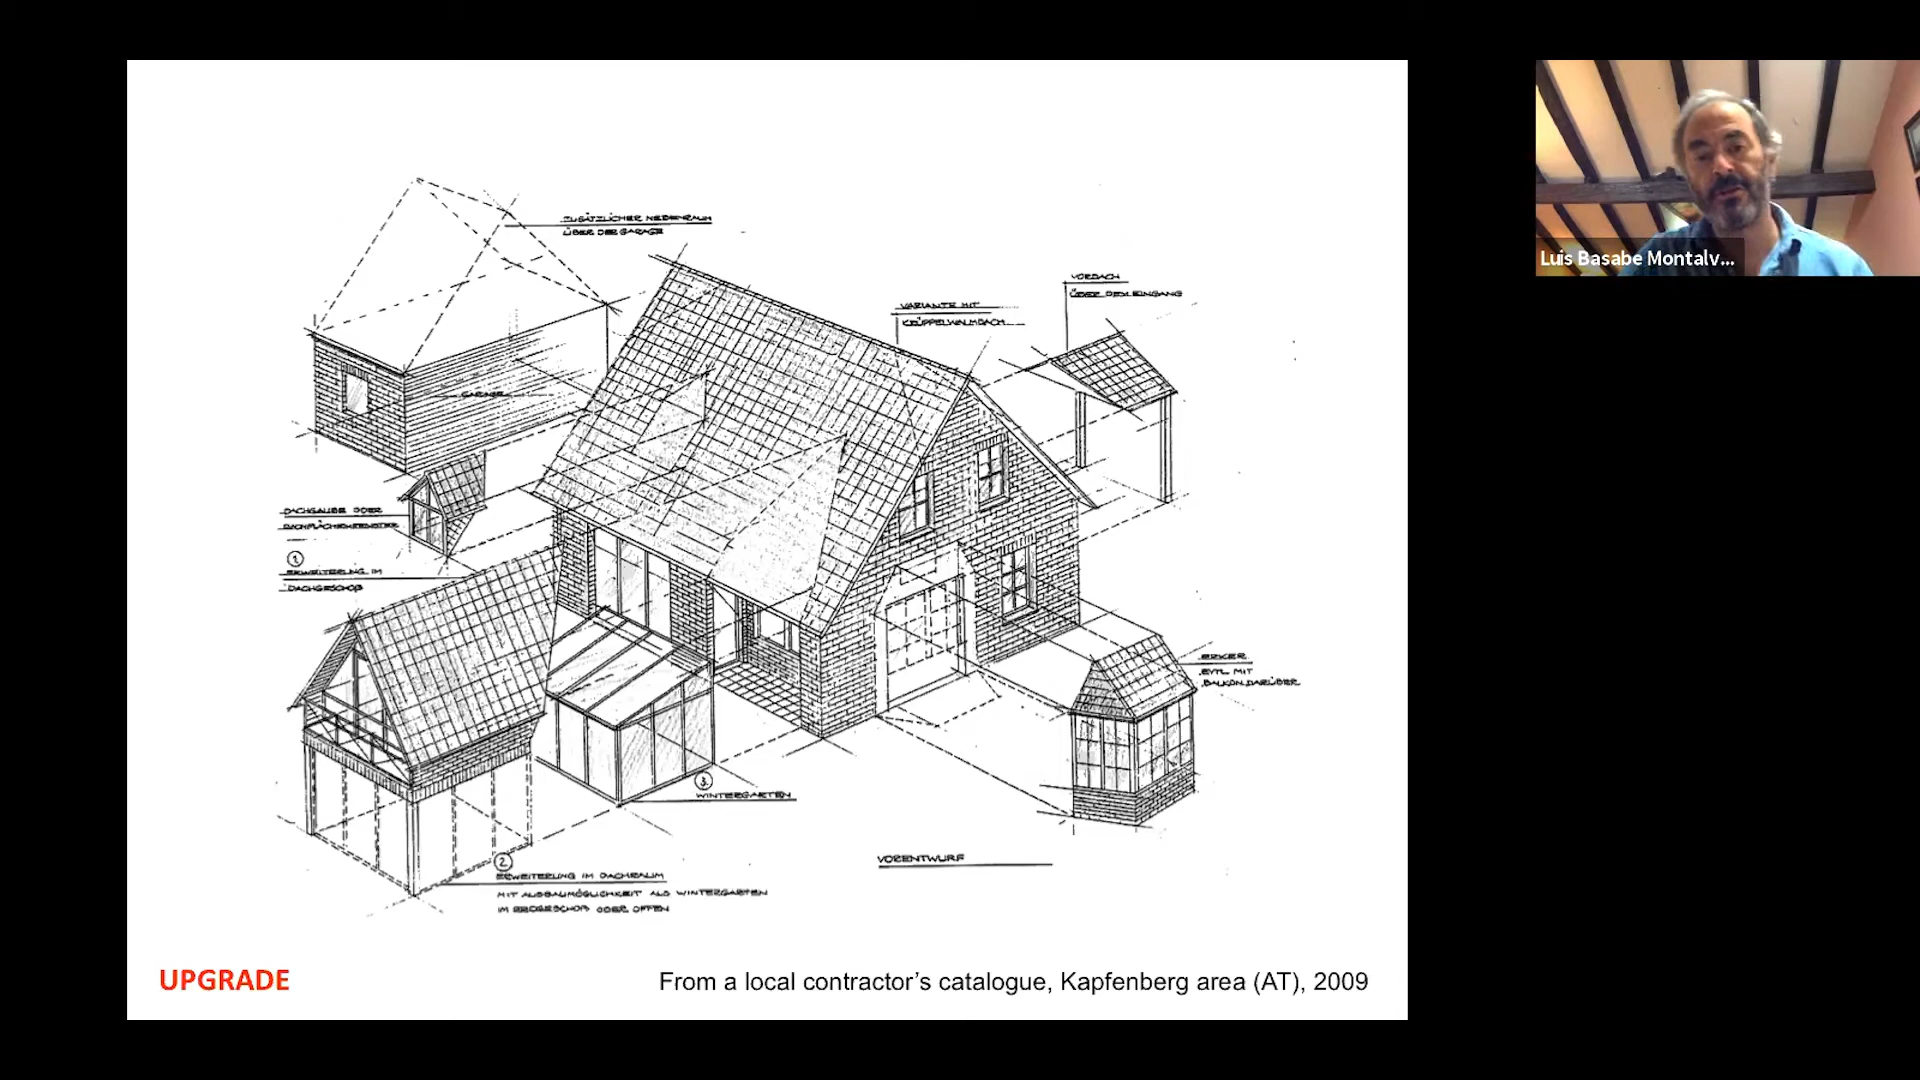 ZUSÄTZLICHER NEBENRAUM
ÜBER DER GARAGE
VORDACH
ÜBER DEM EINGANG
VARIANTE MIT
KRÜPPELWALMDACH
GARAGE
DACHGAUBE ODER
DACHFLÄCHENFENSTER
1.
ERWEITERUNG IM
DACHGESCHOß
ERKER
EVTL. MIT
BALKON DARÜBER
3.
WINTERGARTEN
2.
ERWEITERUNG IM DACHRAUM
MIT AUSBAUMÖGLICHKEIT ALS WINTERGARTEN
IM ERDGESCHOß ODER OFFEN
VORENTWURF
UPGRADE
From a local contractor’s catalogue, Kapfenberg area (AT), 2009
Luis Basabe Montalv...